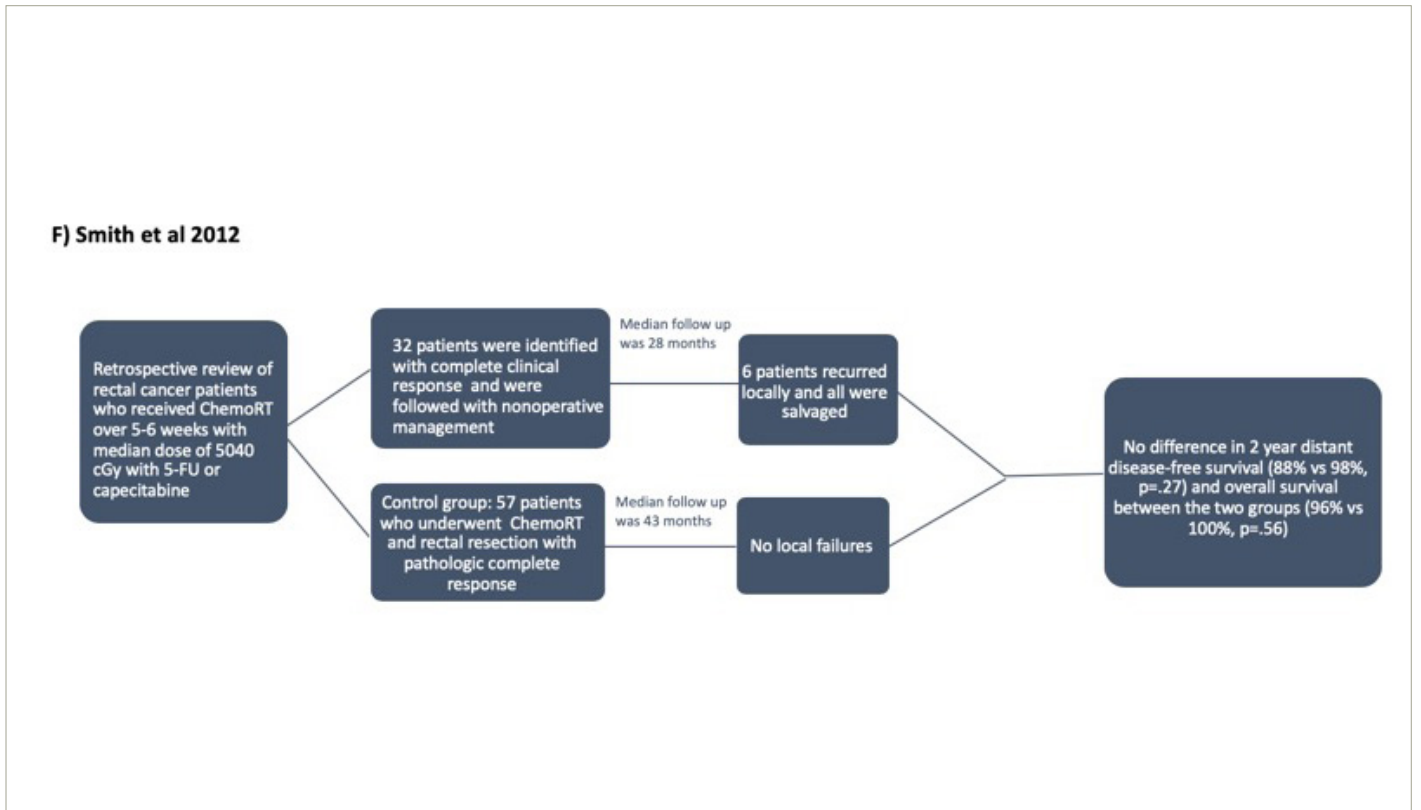 F) Smith et al 2012
Retrospective review of
rectal cancer patients
who received ChemoRT
over 5-6 weeks with
median dose of 5040
cGy with 5-FU or
capecitabine
32 patients were identified
with complete clinical
response and were
followed with nonoperative
management
Median follow up
was 28 months
6 patients recurred
locally and all were
salvaged
Control group: 57 patients
who underwent ChemoRT
and rectal resection with
pathologic complete
response
Median follow up
was 43 months
No local failures
No difference in 2 year distant
disease-free survival (88% vs 98%,
p=.27) and overall survival
between the two groups (96% vs
100%, p=.56)